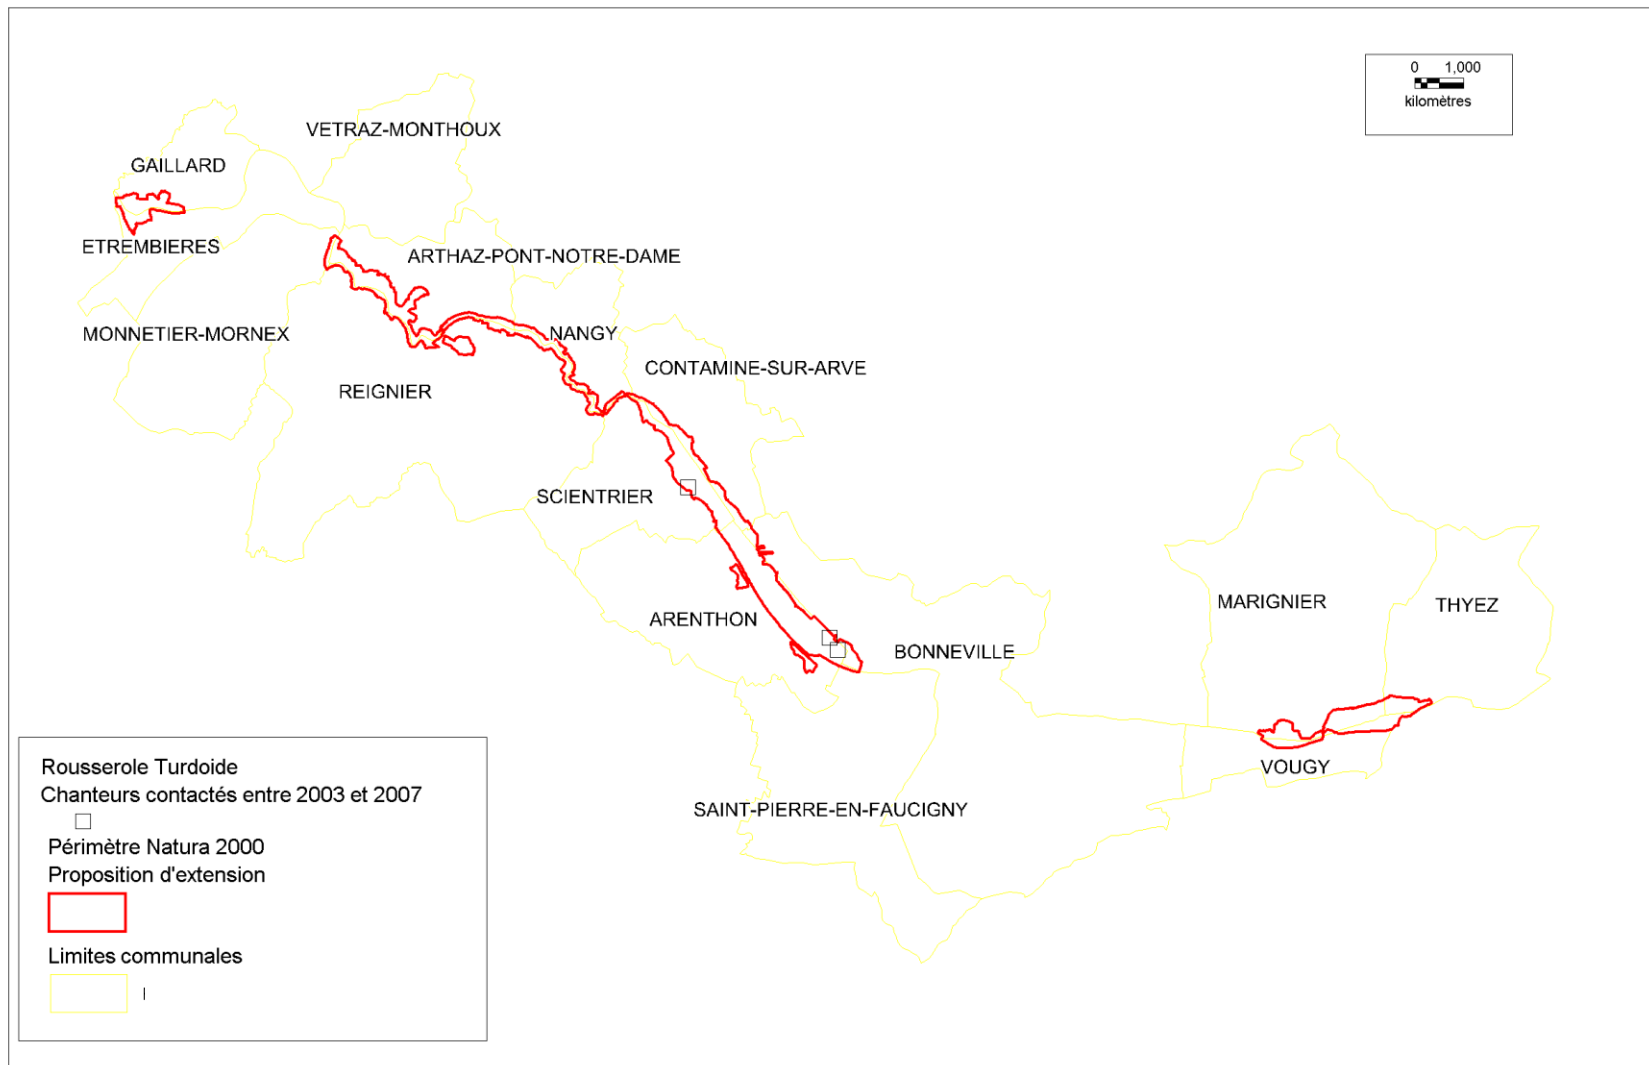 0 1,000
kilomètres
VETRAZ-MONTHOUX
GAILLARD
ETREMBIERES
ARTHAZ-PONT-NOTRE-DAME
MONNETIER-MORNEX
NANGY
CONTAMINE-SUR-ARVE
REIGNIER
SCIENTRIER
ARENTHON
BONNEVILLE
MARIGNIER
THYEZ
VOUGY
SAINT-PIERRE-EN-FAUCIGNY
Rousserole Turdoide
Chanteurs contactés entre 2003 et 2007
Périmètre Natura 2000
Proposition d'extension
Limites communales
l